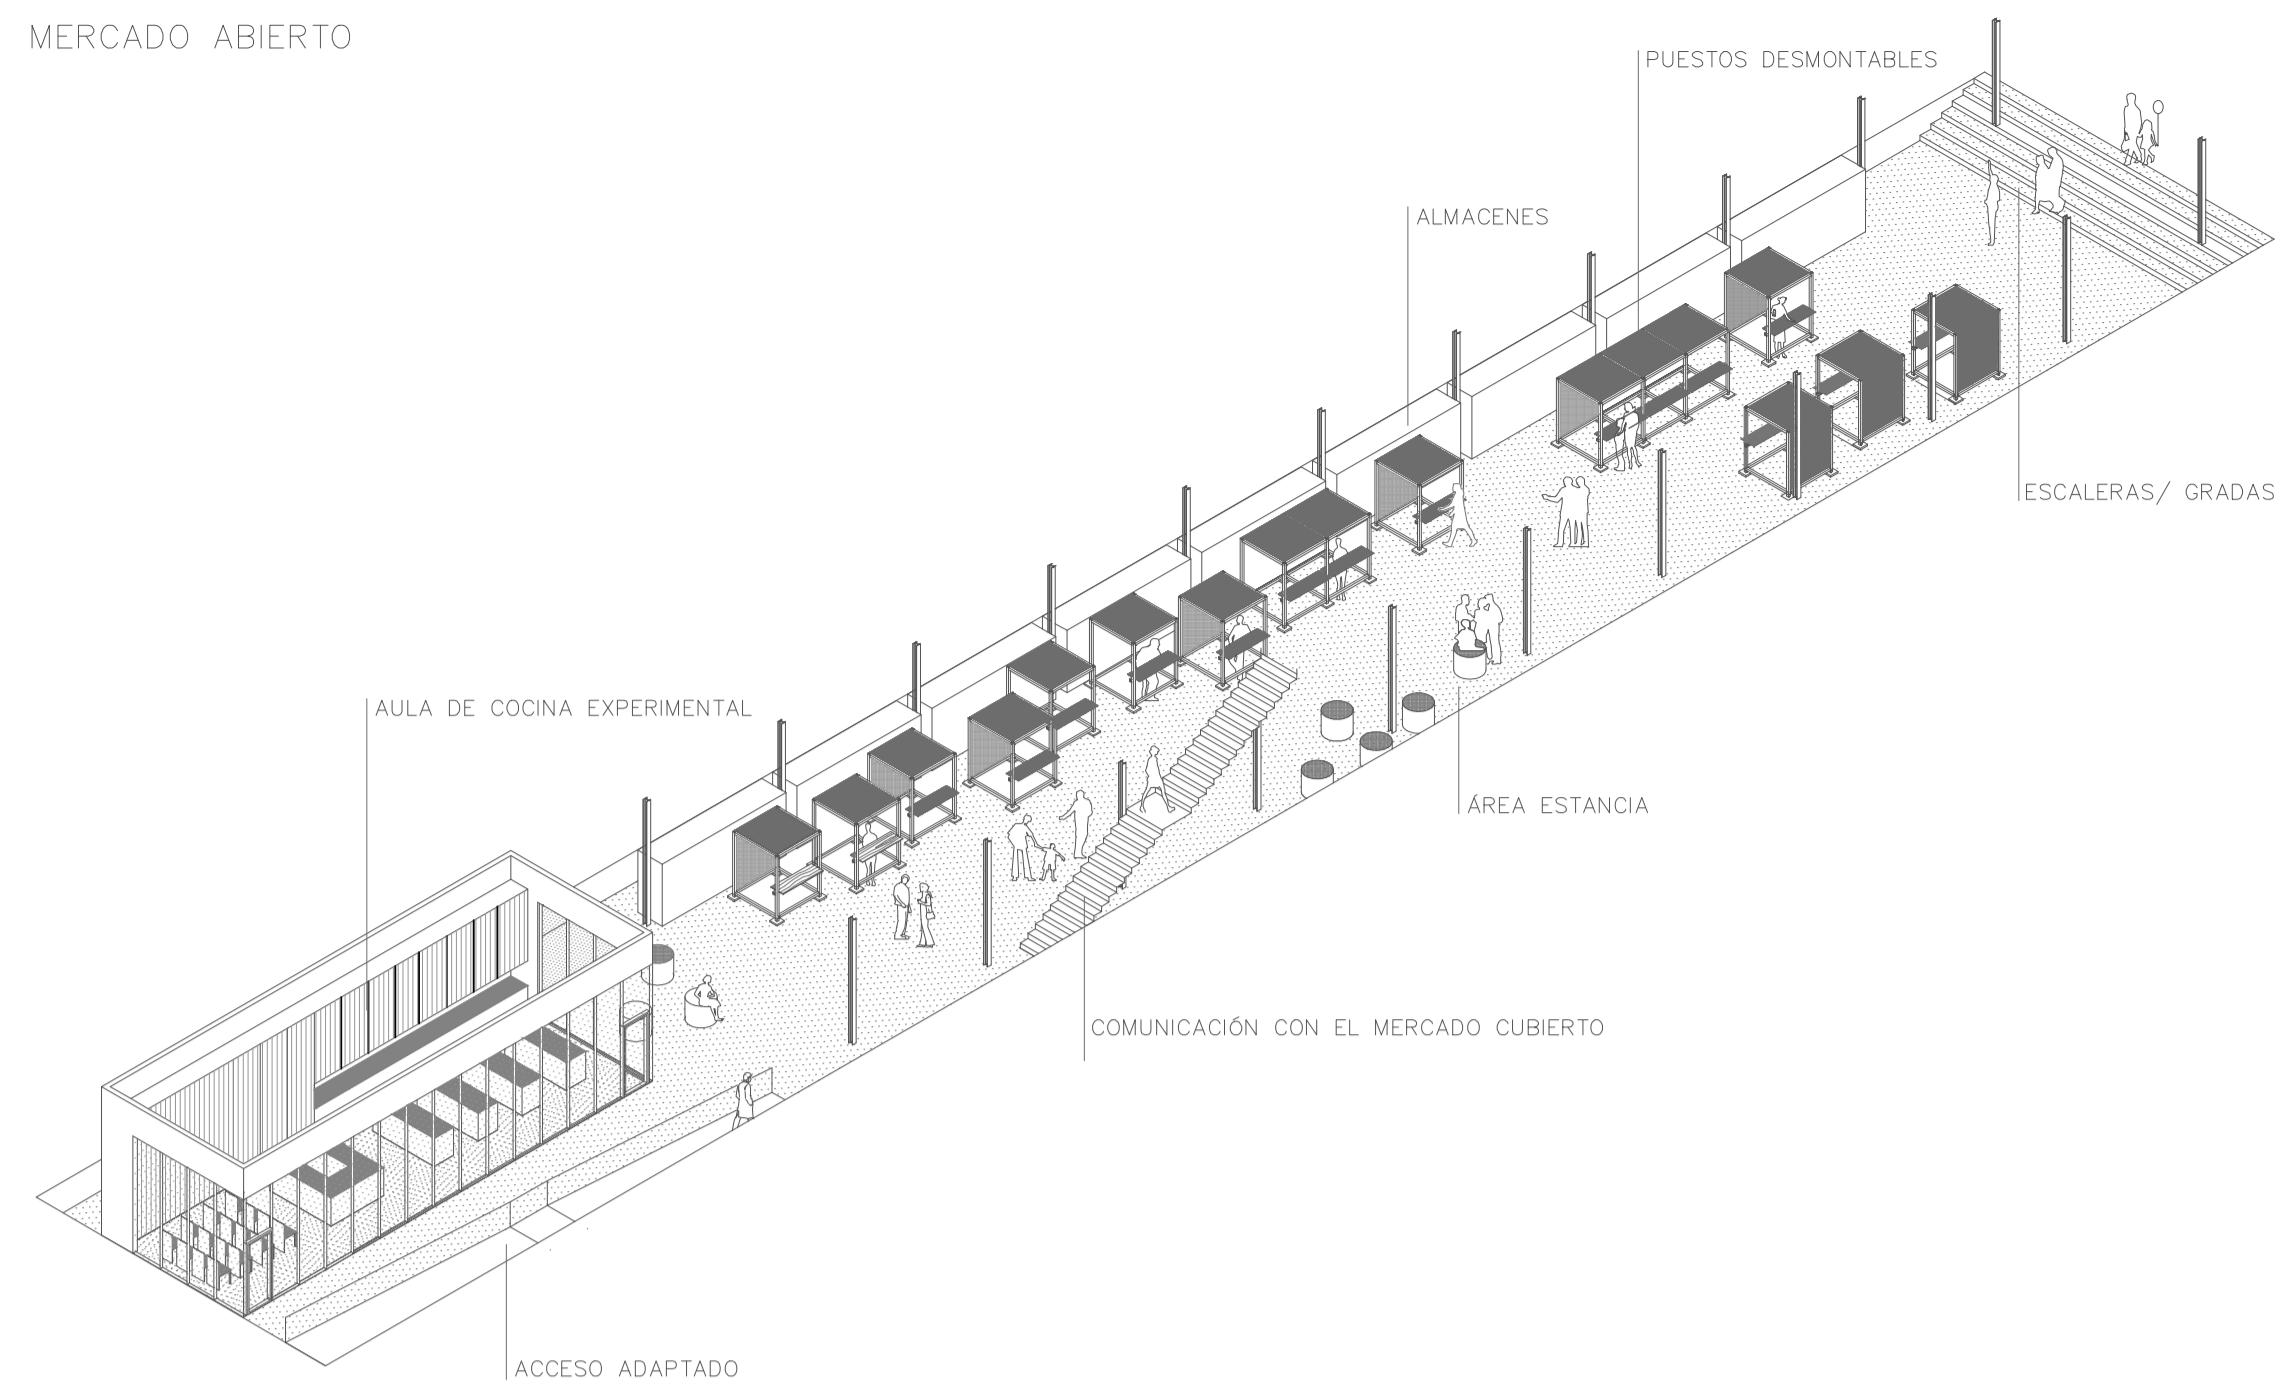 MERCADO ABIERTO
PUESTOS DESMONTABLES
ALMACENES
ESCALERAS/ GRADAS
AULA DE COCINA EXPERIMENTAL
ÁREA ESTANCIA
COMUNICACIÓN CON EL MERCADO CUBIERTO
ACCESO ADAPTADO